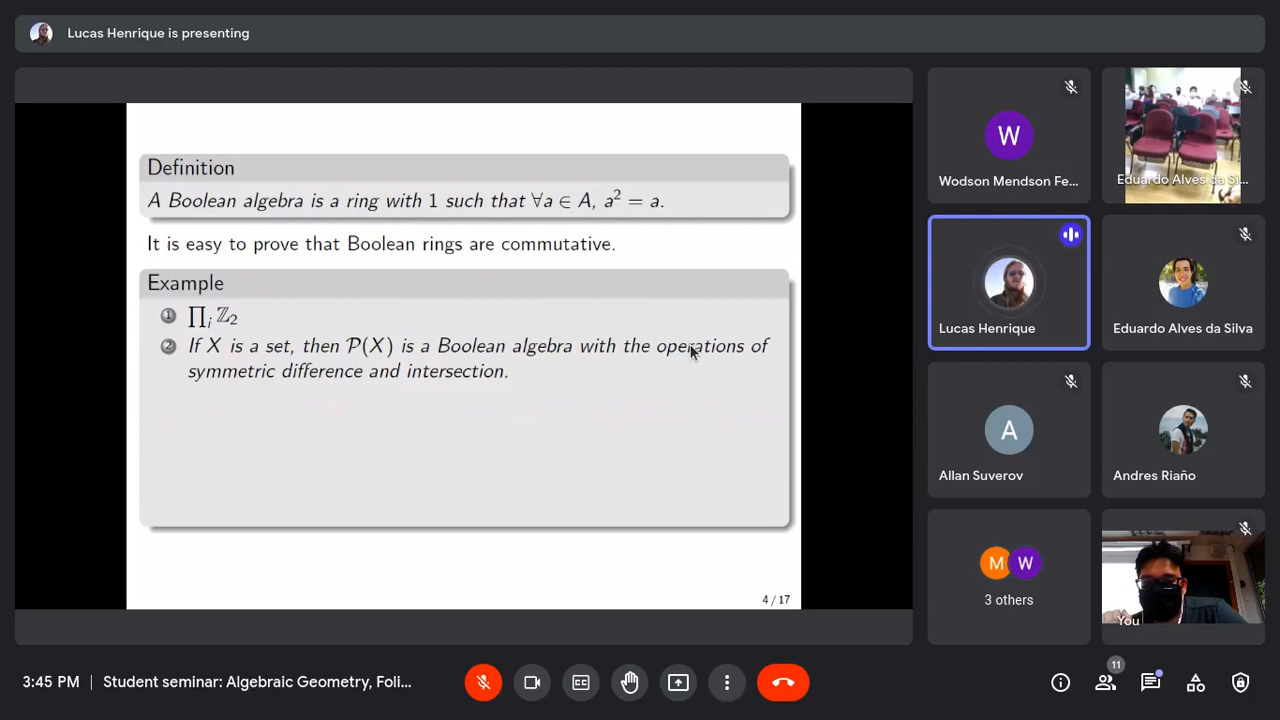 Lucas Henrique is presenting
Definition
A Boolean algebra is a ring with 1 such that ∀a ∈ A, a² = a.
It is easy to prove that Boolean rings are commutative.
Example
1 ∏ᵢ ℤ₂
2 If X is a set, then 𝒫(X) is a Boolean algebra with the operations of
symmetric difference and intersection.
4 / 17
W
Wodson Mendson Fe...
Eduardo Alves da Si...
Lucas Henrique
Eduardo Alves da Silva
A
Allan Suverov
Andres Riaño
M W
3 others
You
3:45 PM | Student seminar: Algebraic Geometry, Foli...
CC
11